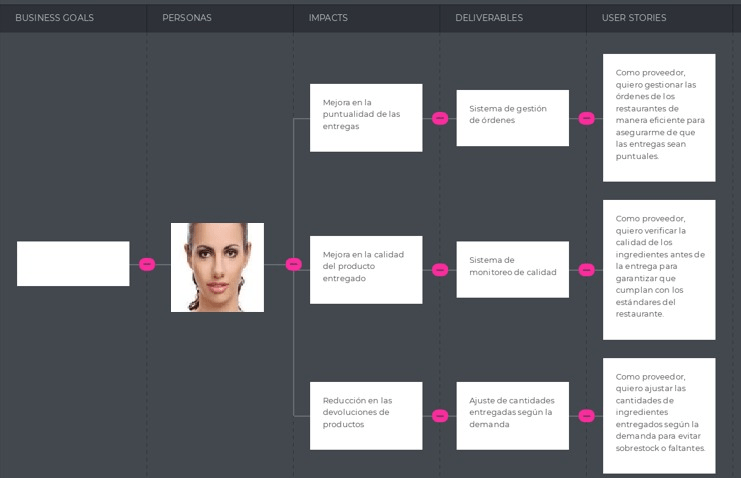 BUSINESS GOALS
PERSONAS
IMPACTS
DELIVERABLES
USER STORIES
Mejora en la
puntualidad de las
entregas
Sistema de gestión
de órdenes
Como proveedor,
quiero gestionar las
órdenes de los
restaurantes de
manera eficiente para
asegurarme de que
las entregas sean
puntuales.
Mejora en la calidad
del producto
entregado
Sistema de
monitoreo de calidad
Como proveedor,
quiero verificar la
calidad de los
ingredientes antes de
la entrega para
garantizar que
cumplan con los
estándares del
restaurante.
Reducción en las
devoluciones de
productos
Ajuste de cantidades
entregadas según la
demanda
Como proveedor,
quiero ajustar las
cantidades de
ingredientes
entregados según la
demanda para evitar
sobrestock o faltantes.